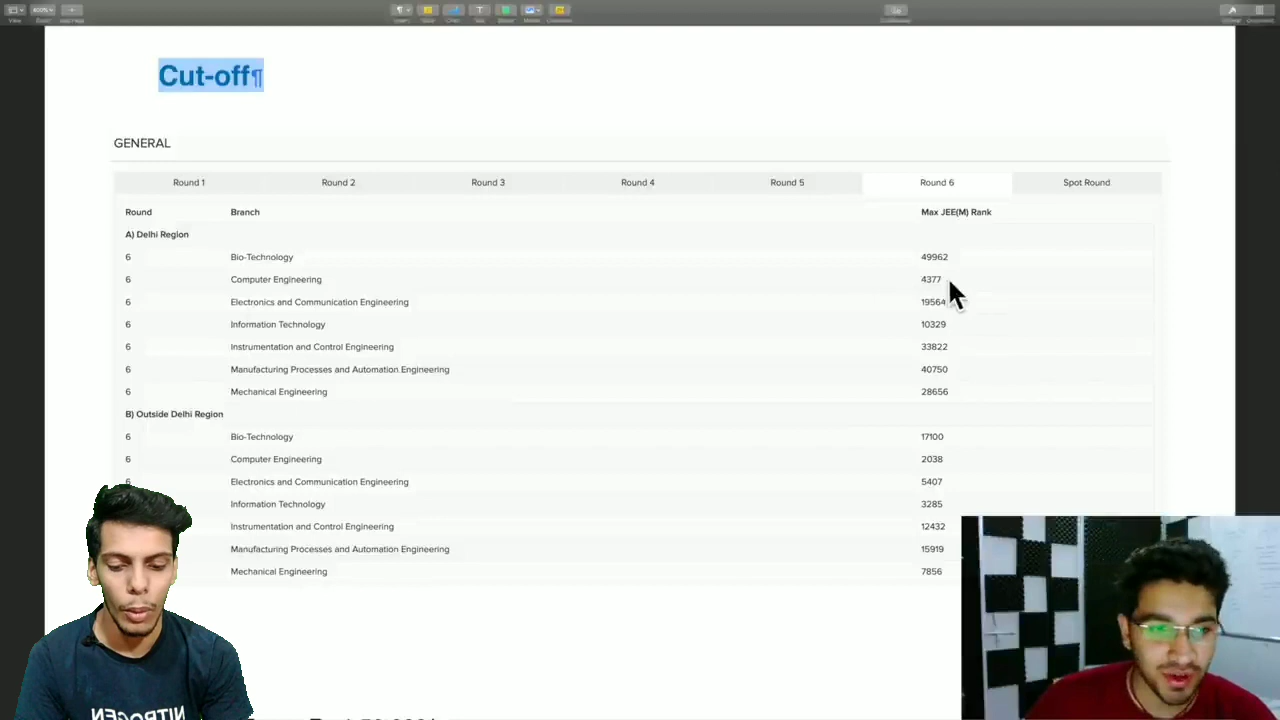 Cut-off¶
GENERAL
Round 1 Round 2 Round 3 Round 4 Round 5 Round 6 Spot Round
Round Branch Max JEE(M) Rank
A) Delhi Region
6 Bio-Technology 49962
6 Computer Engineering 4377
6 Electronics and Communication Engineering 19564
6 Information Technology 10329
6 Instrumentation and Control Engineering 33822
6 Manufacturing Processes and Automation Engineering 40750
6 Mechanical Engineering 28656
B) Outside Delhi Region
6 Bio-Technology 17100
6 Computer Engineering 2038
6 Electronics and Communication Engineering 5407
Information Technology 3285
Instrumentation and Control Engineering 12432
Manufacturing Processes and Automation Engineering 15919
Mechanical Engineering 7856
NITROGEN